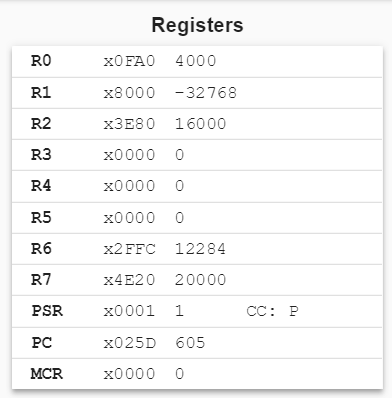 Registers
R0 x0FA0 4000
R1 x8000 -32768
R2 x3E80 16000
R3 x0000 0
R4 x0000 0
R5 x0000 0
R6 x2FFC 12284
R7 x4E20 20000
PSR x0001 1 CC: P
PC x025D 605
MCR x0000 0